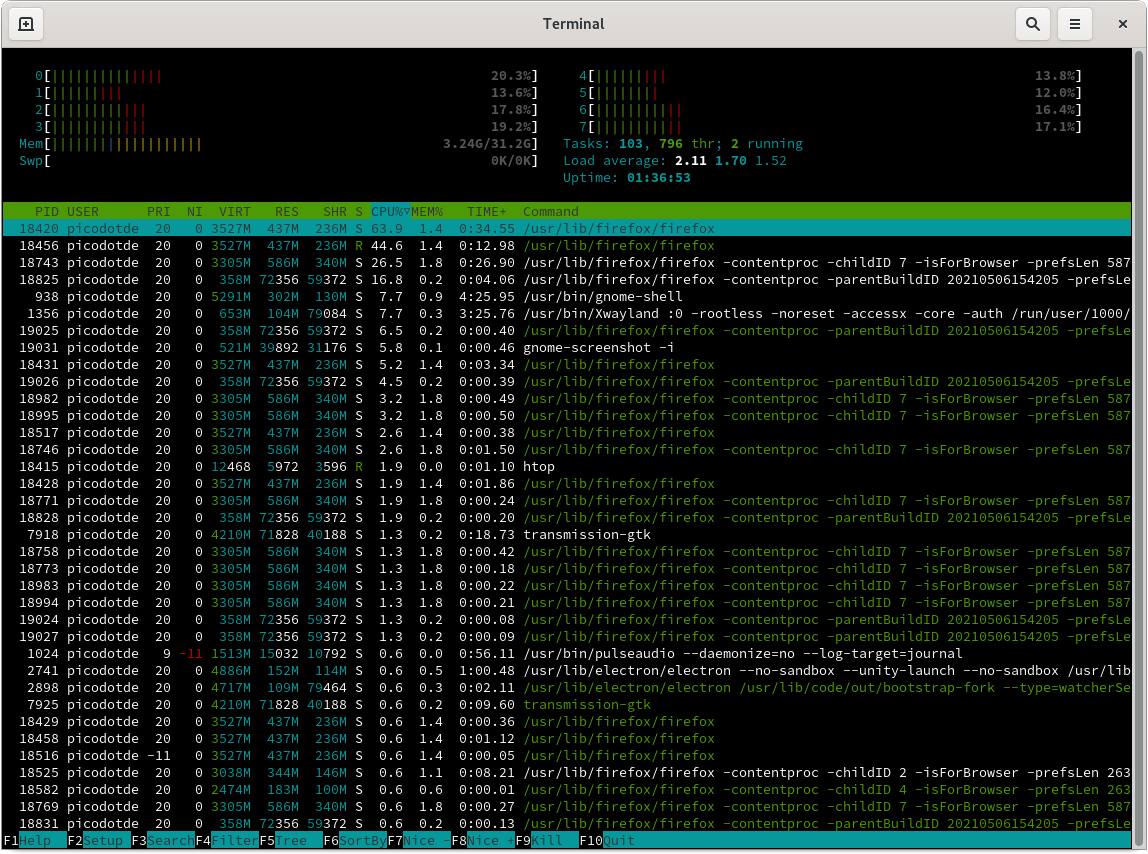 Terminal
0[|||||||||||||| 20.3%] 4[||||||||| 13.8%]
1[||||||||| 13.6%] 5[|||||||| 12.0%]
2[|||||||||||| 17.8%] 6[||||||||||| 16.4%]
3[|||||||||||| 19.2%] 7[||||||||||| 17.1%]
Mem[||||||||||||||||||| 3.24G/31.2G] Tasks: 103, 796 thr; 2 running
Swp[ 0K/0K] Load average: 2.11 1.70 1.52
Uptime: 01:36:53
PID USER PRI NI VIRT RES SHR S CPU%▽MEM% TIME+ Command
18420 picodotde 20 0 3527M 437M 236M S 63.9 1.4 0:34.55 /usr/lib/firefox/firefox
18456 picodotde 20 0 3527M 437M 236M R 44.6 1.4 0:12.98 /usr/lib/firefox/firefox
18743 picodotde 20 0 3305M 586M 340M S 26.5 1.8 0:26.90 /usr/lib/firefox/firefox -contentproc -childID 7 -isForBrowser -prefsLen 587
18825 picodotde 20 0 358M 72356 59372 S 16.8 0.2 0:04.06 /usr/lib/firefox/firefox -contentproc -parentBuildID 20210506154205 -prefsLe
938 picodotde 20 0 5291M 302M 130M S 7.7 0.9 4:25.95 /usr/bin/gnome-shell
1356 picodotde 20 0 653M 104M 79084 S 7.7 0.3 3:25.76 /usr/bin/Xwayland :0 -rootless -noreset -accessx -core -auth /run/user/1000/
19025 picodotde 20 0 358M 72356 59372 S 6.5 0.2 0:00.40 /usr/lib/firefox/firefox -contentproc -parentBuildID 20210506154205 -prefsLe
19031 picodotde 20 0 521M 39892 31176 S 5.8 0.1 0:00.46 gnome-screenshot -i
18431 picodotde 20 0 3527M 437M 236M S 5.2 1.4 0:03.34 /usr/lib/firefox/firefox
19026 picodotde 20 0 358M 72356 59372 S 4.5 0.2 0:00.39 /usr/lib/firefox/firefox -contentproc -parentBuildID 20210506154205 -prefsLe
18982 picodotde 20 0 3305M 586M 340M S 3.2 1.8 0:00.49 /usr/lib/firefox/firefox -contentproc -childID 7 -isForBrowser -prefsLen 587
18995 picodotde 20 0 3305M 586M 340M S 3.2 1.8 0:00.50 /usr/lib/firefox/firefox -contentproc -childID 7 -isForBrowser -prefsLen 587
18517 picodotde 20 0 3527M 437M 236M S 2.6 1.4 0:00.38 /usr/lib/firefox/firefox
18746 picodotde 20 0 3305M 586M 340M S 2.6 1.8 0:01.50 /usr/lib/firefox/firefox -contentproc -childID 7 -isForBrowser -prefsLen 587
18415 picodotde 20 0 12468 5972 3596 R 1.9 0.0 0:01.10 htop
18428 picodotde 20 0 3527M 437M 236M S 1.9 1.4 0:01.86 /usr/lib/firefox/firefox
18771 picodotde 20 0 3305M 586M 340M S 1.9 1.8 0:00.24 /usr/lib/firefox/firefox -contentproc -childID 7 -isForBrowser -prefsLen 587
18828 picodotde 20 0 358M 72356 59372 S 1.9 0.2 0:00.20 /usr/lib/firefox/firefox -contentproc -parentBuildID 20210506154205 -prefsLe
7918 picodotde 20 0 4210M 71828 40188 S 1.3 0.2 0:18.73 transmission-gtk
18758 picodotde 20 0 3305M 586M 340M S 1.3 1.8 0:00.42 /usr/lib/firefox/firefox -contentproc -childID 7 -isForBrowser -prefsLen 587
18773 picodotde 20 0 3305M 586M 340M S 1.3 1.8 0:00.18 /usr/lib/firefox/firefox -contentproc -childID 7 -isForBrowser -prefsLen 587
18983 picodotde 20 0 3305M 586M 340M S 1.3 1.8 0:00.22 /usr/lib/firefox/firefox -contentproc -childID 7 -isForBrowser -prefsLen 587
18994 picodotde 20 0 3305M 586M 340M S 1.3 1.8 0:00.21 /usr/lib/firefox/firefox -contentproc -childID 7 -isForBrowser -prefsLen 587
19024 picodotde 20 0 358M 72356 59372 S 1.3 0.2 0:00.08 /usr/lib/firefox/firefox -contentproc -parentBuildID 20210506154205 -prefsLe
19027 picodotde 20 0 358M 72356 59372 S 1.3 0.2 0:00.09 /usr/lib/firefox/firefox -contentproc -parentBuildID 20210506154205 -prefsLe
1024 picodotde 9 -11 1513M 15032 10792 S 0.6 0.0 0:56.11 /usr/bin/pulseaudio --daemonize=no --log-target=journal
2741 picodotde 20 0 4886M 152M 114M S 0.6 0.5 1:00.48 /usr/lib/electron/electron --no-sandbox --unity-launch --no-sandbox /usr/lib
2898 picodotde 20 0 4717M 109M 79464 S 0.6 0.3 0:02.11 /usr/lib/electron/electron /usr/lib/code/out/bootstrap-fork --type=watcherSe
7925 picodotde 20 0 4210M 71828 40188 S 0.6 0.2 0:09.60 transmission-gtk
18429 picodotde 20 0 3527M 437M 236M S 0.6 1.4 0:00.36 /usr/lib/firefox/firefox
18458 picodotde 20 0 3527M 437M 236M S 0.6 1.4 0:01.12 /usr/lib/firefox/firefox
18516 picodotde -11 0 3527M 437M 236M S 0.6 1.4 0:00.05 /usr/lib/firefox/firefox
18525 picodotde 20 0 3038M 344M 146M S 0.6 1.1 0:08.21 /usr/lib/firefox/firefox -contentproc -childID 2 -isForBrowser -prefsLen 263
18582 picodotde 20 0 2474M 183M 100M S 0.6 0.6 0:00.01 /usr/lib/firefox/firefox -contentproc -childID 4 -isForBrowser -prefsLen 263
18769 picodotde 20 0 3305M 586M 340M S 0.6 1.8 0:00.27 /usr/lib/firefox/firefox -contentproc -childID 7 -isForBrowser -prefsLen 587
18831 picodotde 20 0 358M 72356 59372 S 0.6 0.2 0:00.13 /usr/lib/firefox/firefox -contentproc -parentBuildID 20210506154205 -prefsLe
F1Help F2Setup F3SearchF4FilterF5Tree F6SortByF7Nice -F8Nice +F9Kill F10Quit